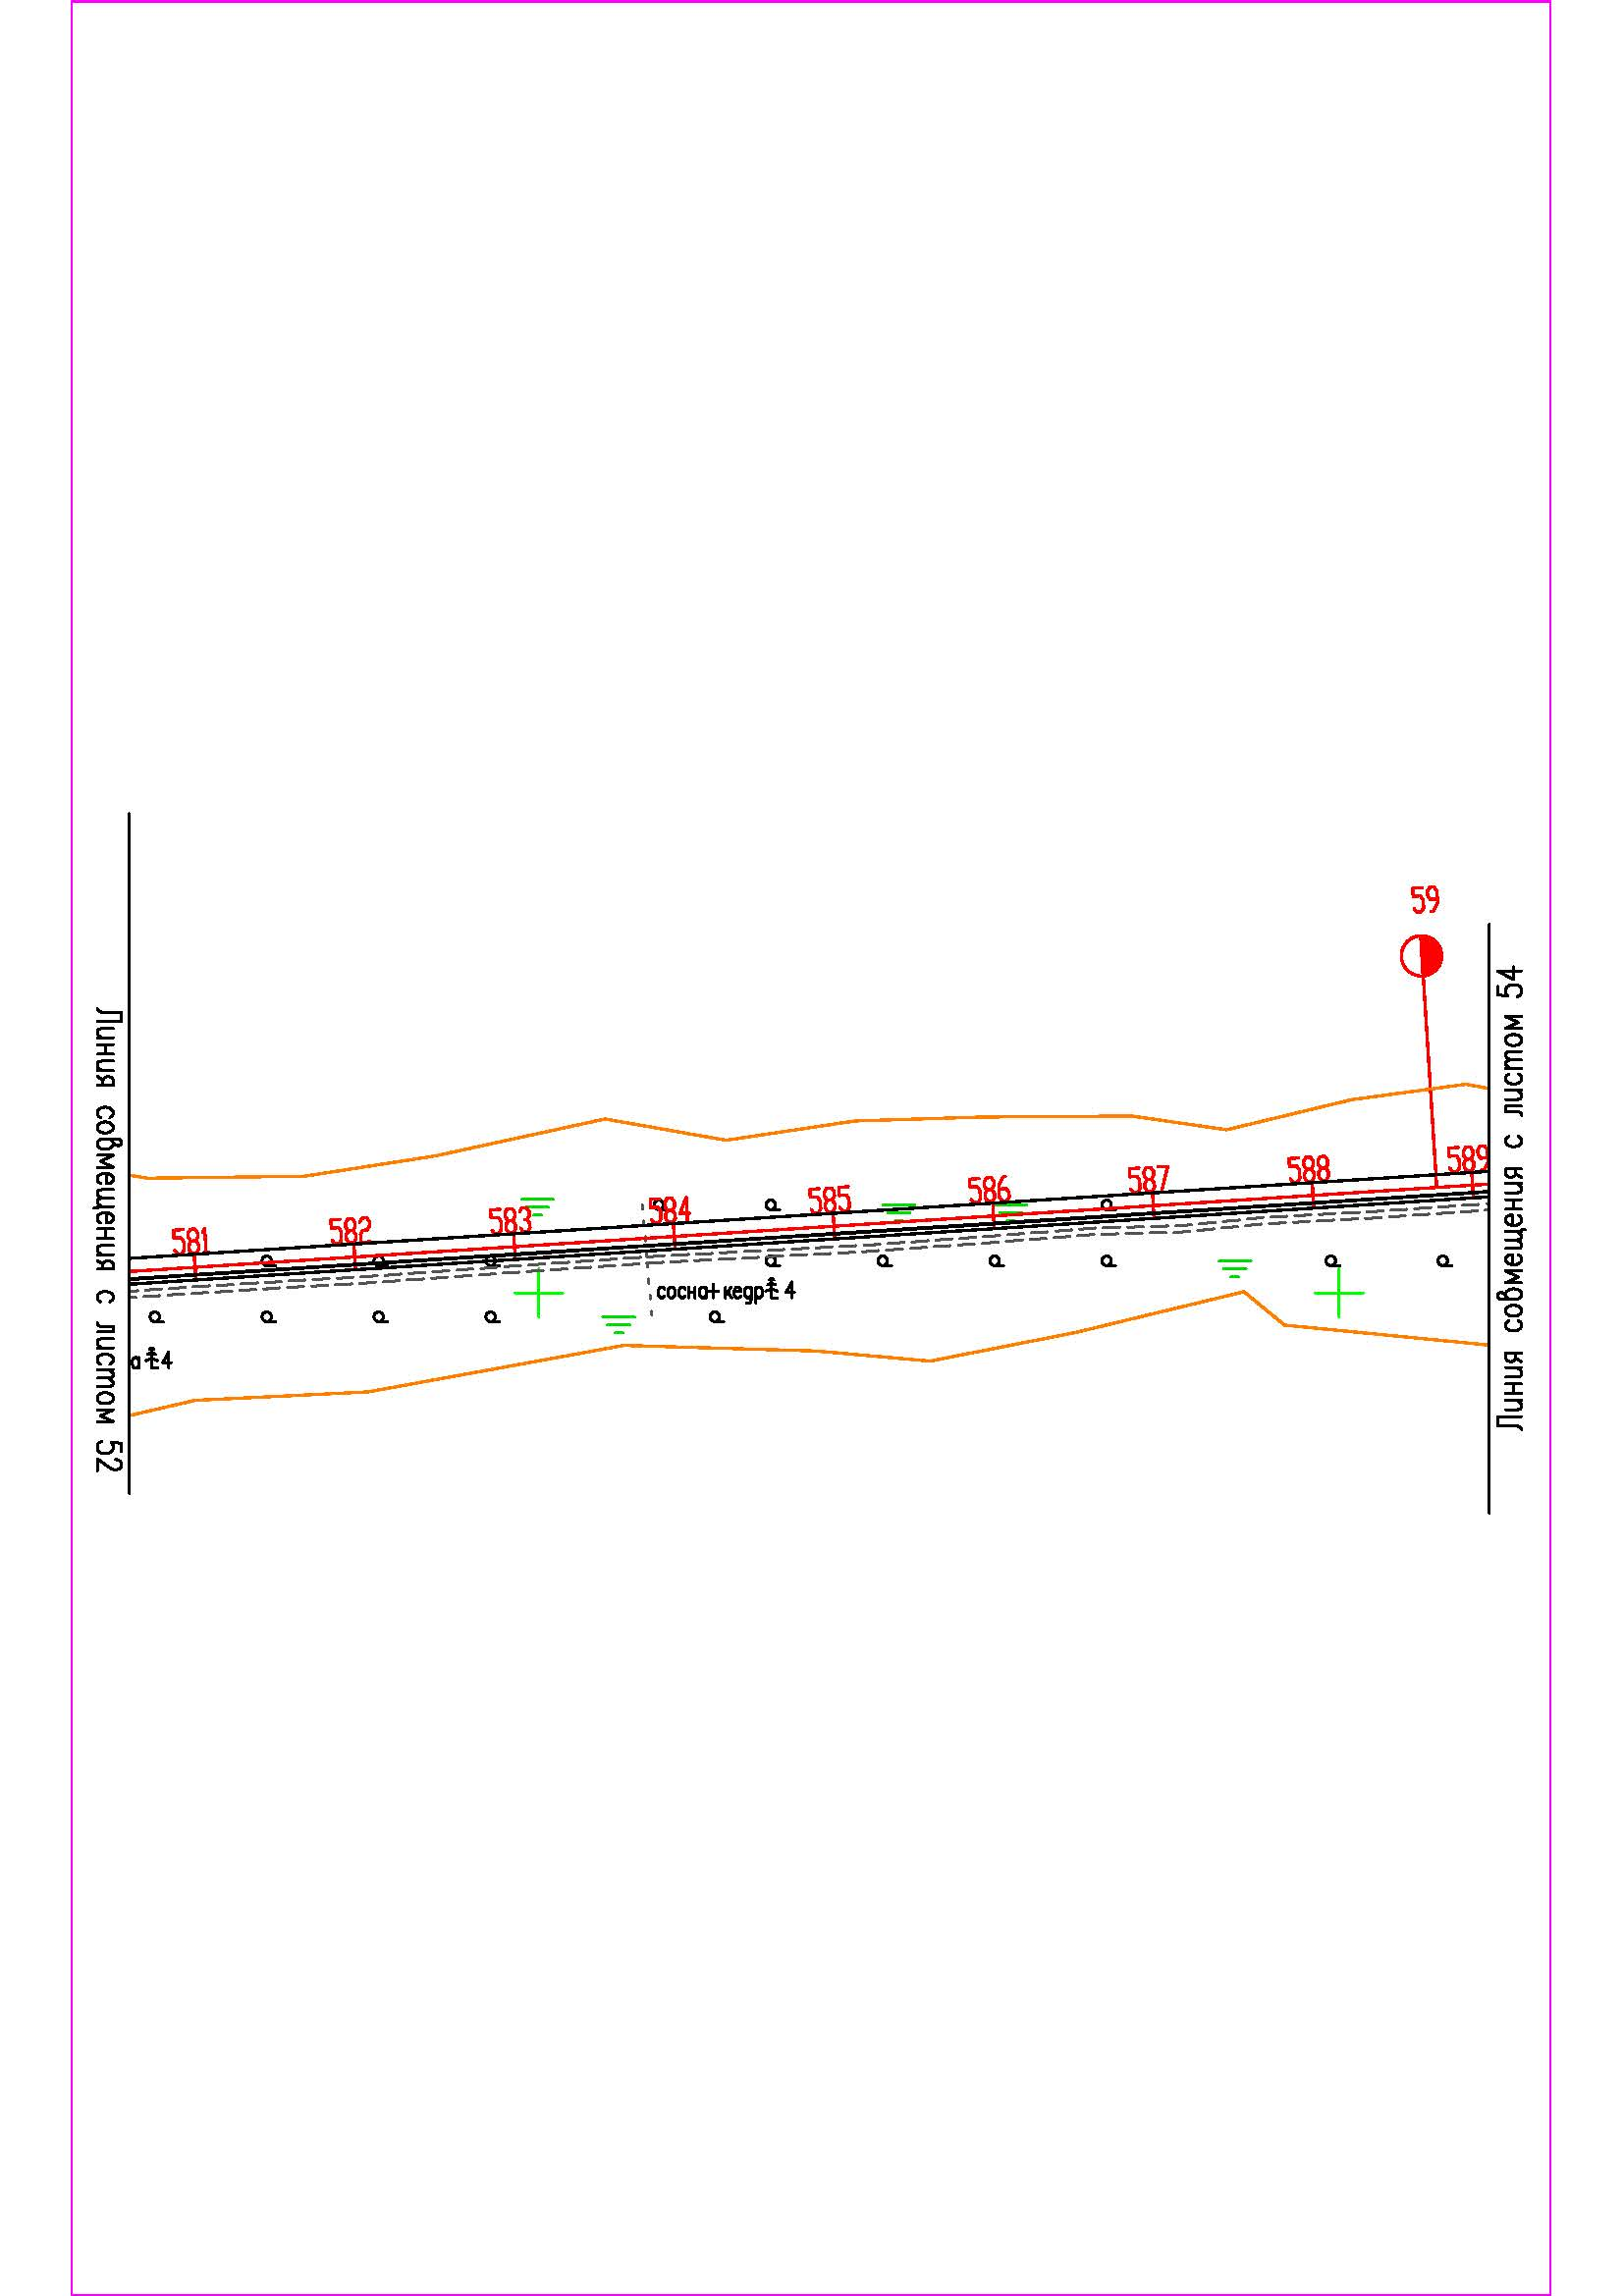 59
Линия совмещения с листом 54
589
588
587
586
585
584
583
582
581
сосна+кедр 4
а 4
Линия совмещения с листом 52